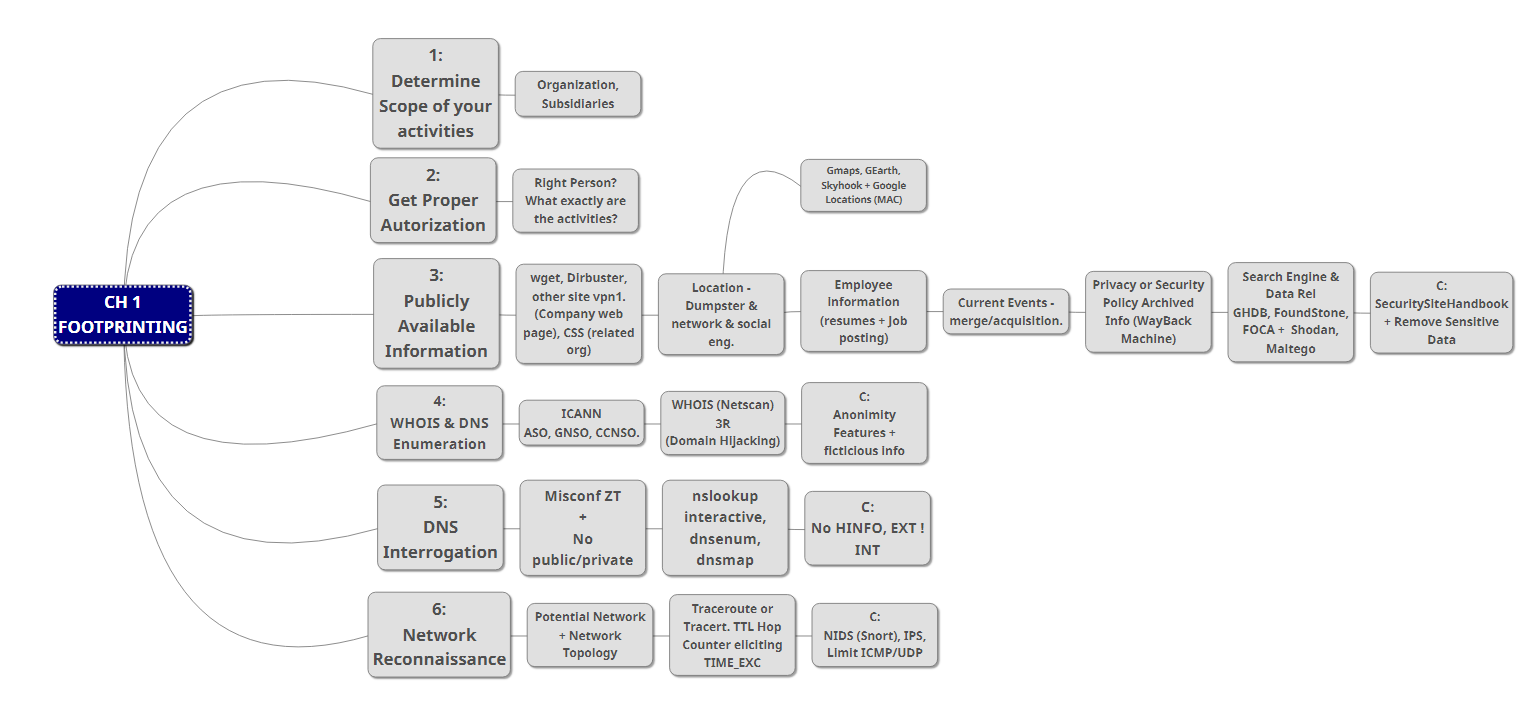 CH 1
FOOTPRINTING
1:
Determine
Scope of your
activities
Organization,
Subsidiaries
2:
Get Proper
Autorization
Right Person?
What exactly are
the activities?
3:
Publicly
Available
Information
wget, Dirbuster,
other site vpn1.
(Company web
page), CSS (related
org)
Location -
Dumpster &
network & social
eng.
Gmaps, GEarth,
Skyhook + Google
Locations (MAC)
Employee
information
(resumes + Job
posting)
Current Events -
merge/acquisition.
Privacy or Security
Policy Archived
Info (WayBack
Machine)
Search Engine &
Data Rel
GHDB, FoundStone,
FOCA + Shodan,
Maltego
C:
SecuritySiteHandbook
+ Remove Sensitive
Data
4:
WHOIS & DNS
Enumeration
ICANN
ASO, GNSO, CCNSO.
WHOIS (Netscan)
3R
(Domain Hijacking)
C:
Anonimity
Features +
ficticious info
5:
DNS
Interrogation
Misconf ZT
+
No
public/private
nslookup
interactive,
dnsenum,
dnsmap
C:
No HINFO, EXT !
INT
6:
Network
Reconnaissance
Potential Network
+ Network
Topology
Traceroute or
Tracert. TTL Hop
Counter eliciting
TIME_EXC
C:
NIDS (Snort), IPS,
Limit ICMP/UDP